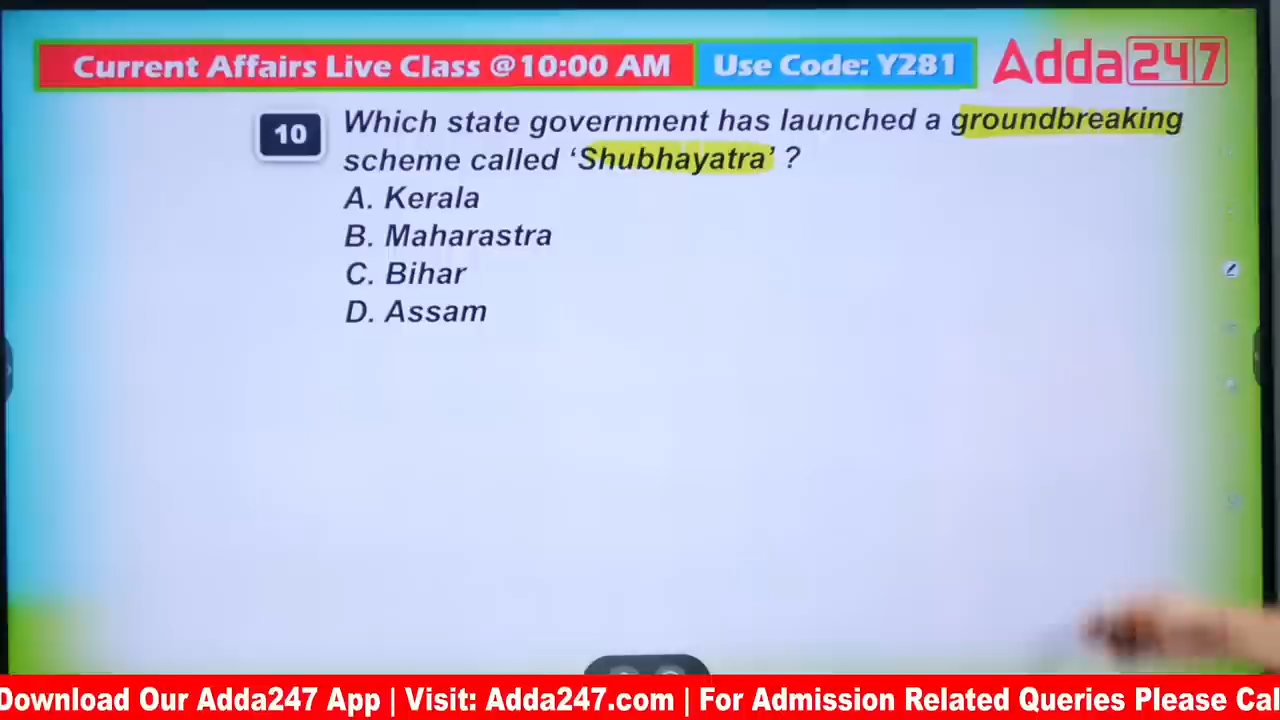 Current Affairs Live Class @10:00 AM
Use Code: Y281
Adda247
10
Which state government has launched a groundbreaking
scheme called ‘Shubhayatra’ ?
A. Kerala
B. Maharastra
C. Bihar
D. Assam
Download Our Adda247 App | Visit: Adda247.com | For Admission Related Queries Please Cal